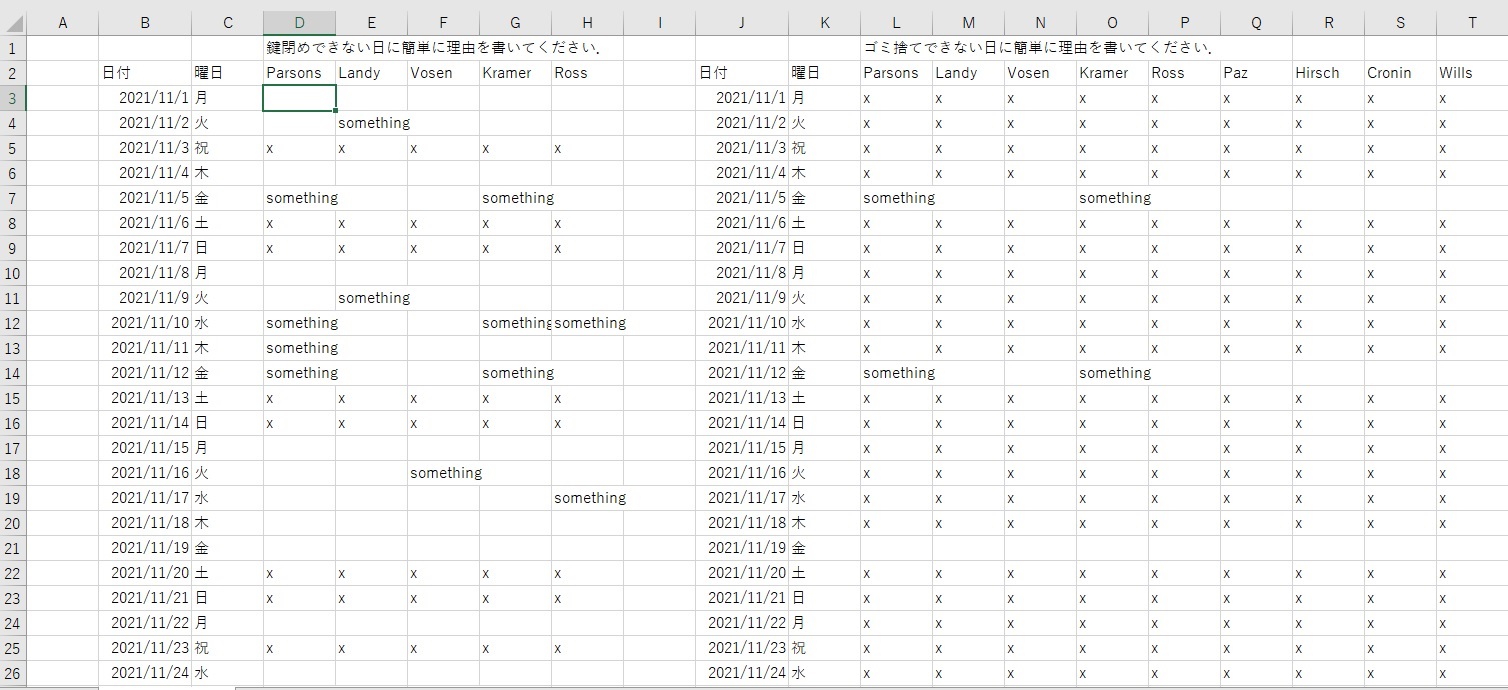 A B C D E F G H I J K L M N O P Q R S T
1 鍵閉めできない日に簡単に理由を書いてください. ゴミ捨てできない日に簡単に理由を書いてください.
2 日付 曜日 Parsons Landy Vosen Kramer Ross 日付 曜日 Parsons Landy Vosen Kramer Ross Paz Hirsch Cronin Wills
3 2021/11/1 月 2021/11/1 月 x x x x x x x x x
4 2021/11/2 火 something 2021/11/2 火 x x x x x x x x x
5 2021/11/3 祝 x x x x x 2021/11/3 祝 x x x x x x x x x
6 2021/11/4 木 2021/11/4 木 x x x x x x x x x
7 2021/11/5 金 something something 2021/11/5 金 something something
8 2021/11/6 土 x x x x x 2021/11/6 土 x x x x x x x x x
9 2021/11/7 日 x x x x x 2021/11/7 日 x x x x x x x x x
10 2021/11/8 月 2021/11/8 月 x x x x x x x x x
11 2021/11/9 火 something 2021/11/9 火 x x x x x x x x x
12 2021/11/10 水 something something something 2021/11/10 水 x x x x x x x x x
13 2021/11/11 木 something 2021/11/11 木 x x x x x x x x x
14 2021/11/12 金 something something 2021/11/12 金 something something
15 2021/11/13 土 x x x x x 2021/11/13 土 x x x x x x x x x
16 2021/11/14 日 x x x x x 2021/11/14 日 x x x x x x x x x
17 2021/11/15 月 2021/11/15 月 x x x x x x x x x
18 2021/11/16 火 something 2021/11/16 火 x x x x x x x x x
19 2021/11/17 水 something 2021/11/17 水 x x x x x x x x x
20 2021/11/18 木 2021/11/18 木 x x x x x x x x x
21 2021/11/19 金 2021/11/19 金
22 2021/11/20 土 x x x x x 2021/11/20 土 x x x x x x x x x
23 2021/11/21 日 x x x x x 2021/11/21 日 x x x x x x x x x
24 2021/11/22 月 2021/11/22 月 x x x x x x x x x
25 2021/11/23 祝 x x x x x 2021/11/23 祝 x x x x x x x x x
26 2021/11/24 水 2021/11/24 水 x x x x x x x x x